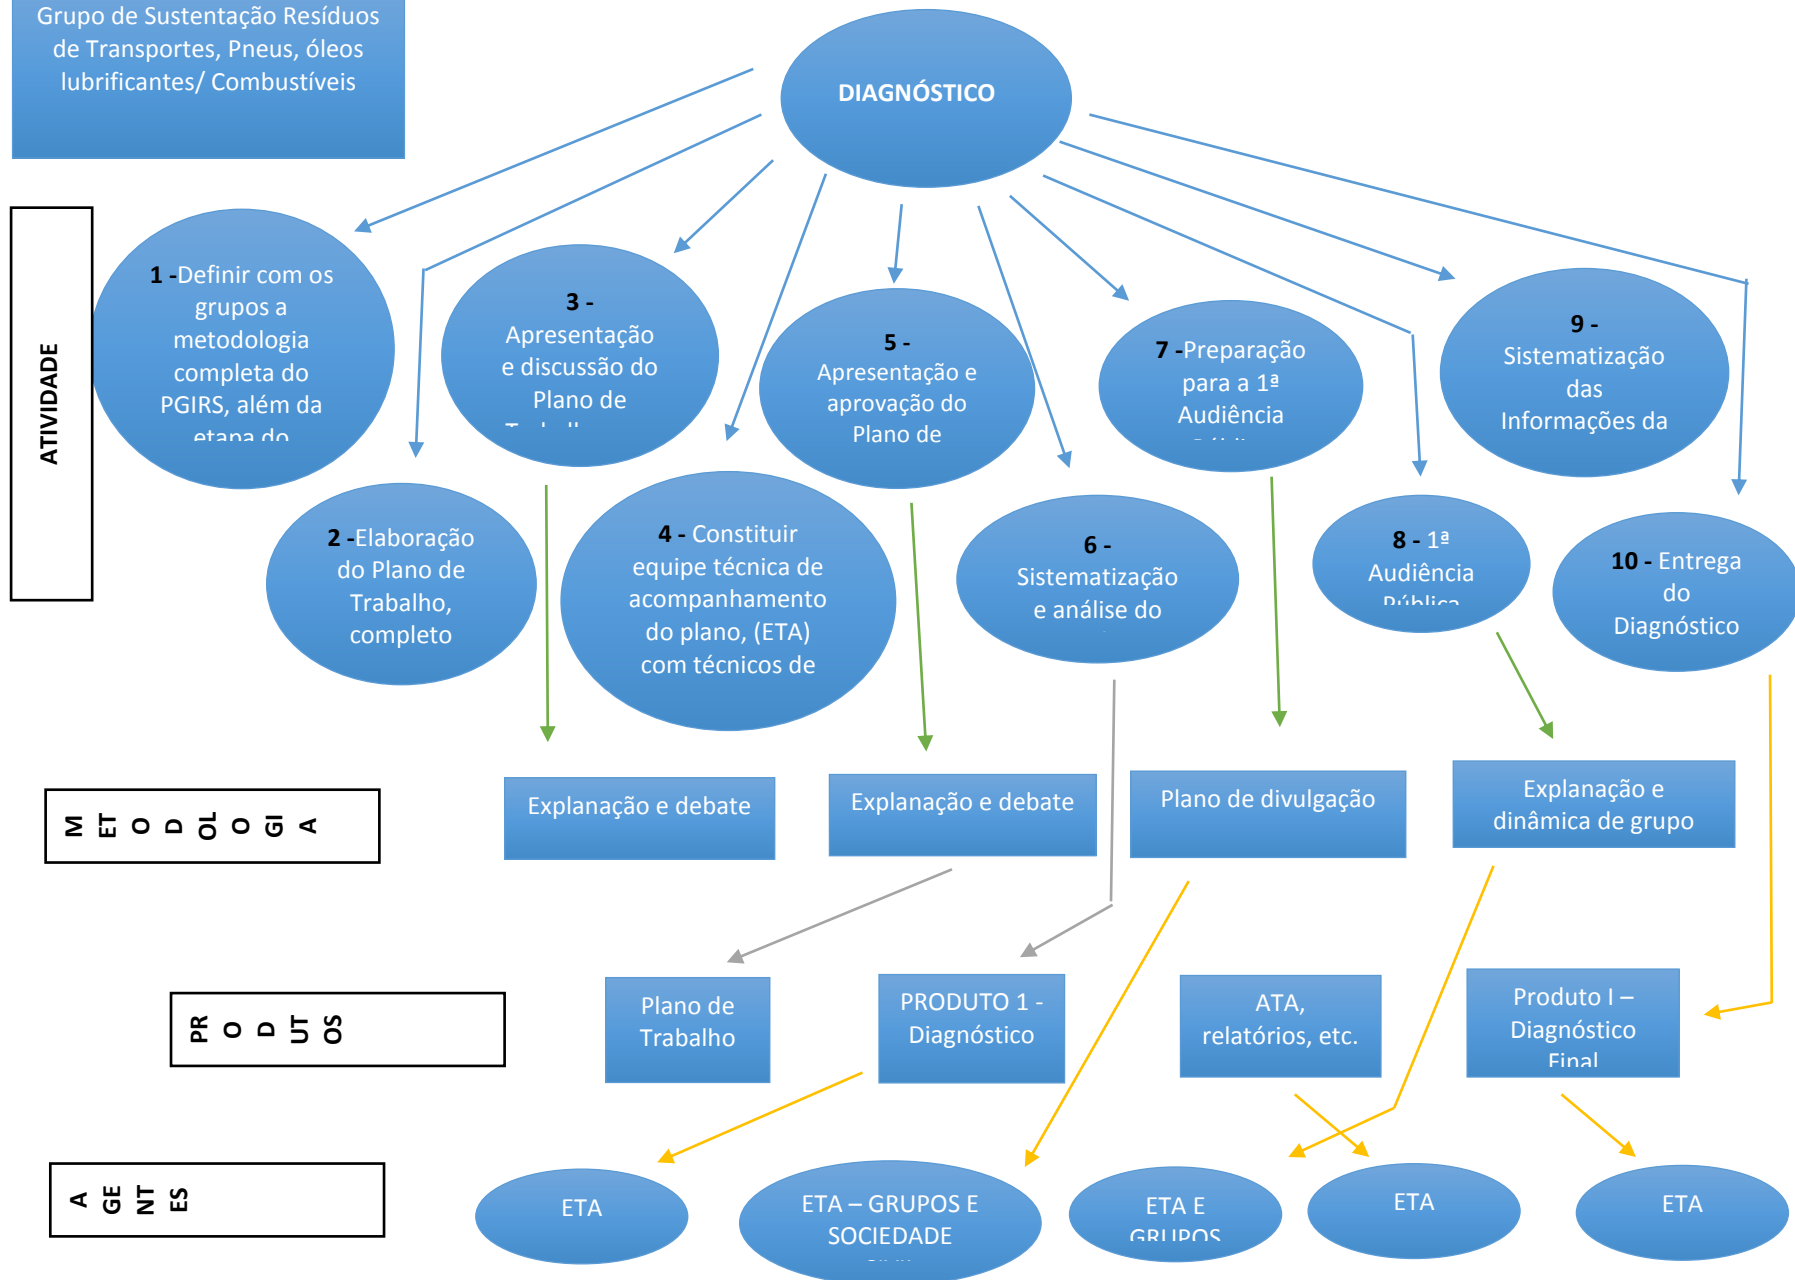 Grupo de Sustentação Resíduos
de Transportes, Pneus, óleos
lubrificantes/ Combustíveis
DIAGNÓSTICO
ATIVIDADE
1 -Definir com os
grupos a
metodologia
completa do
PGIRS, além da
etapa do
2 -Elaboração
do Plano de
Trabalho,
completo
3 -
Apresentação
e discussão do
Plano de
4 - Constituir
equipe técnica de
acompanhamento
do plano, (ETA)
com técnicos de
5 -
Apresentação e
aprovação do
Plano de
6 -
Sistematização
e análise do
7 -Preparação
para a 1ª
Audiência
8 - 1ª
Audiência
Pública
9 -
Sistematização
das
Informações da
10 - Entrega
do
Diagnóstico
METODOLOGIA
Explanação e debate
Explanação e debate
Plano de divulgação
Explanação e
dinâmica de grupo
PRODUTOS
Plano de
Trabalho
PRODUTO 1 -
Diagnóstico
ATA,
relatórios, etc.
Produto I –
Diagnóstico
Final
AGENTES
ETA
ETA – GRUPOS E
SOCIEDADE
ETA E
GRUPOS
ETA
ETA